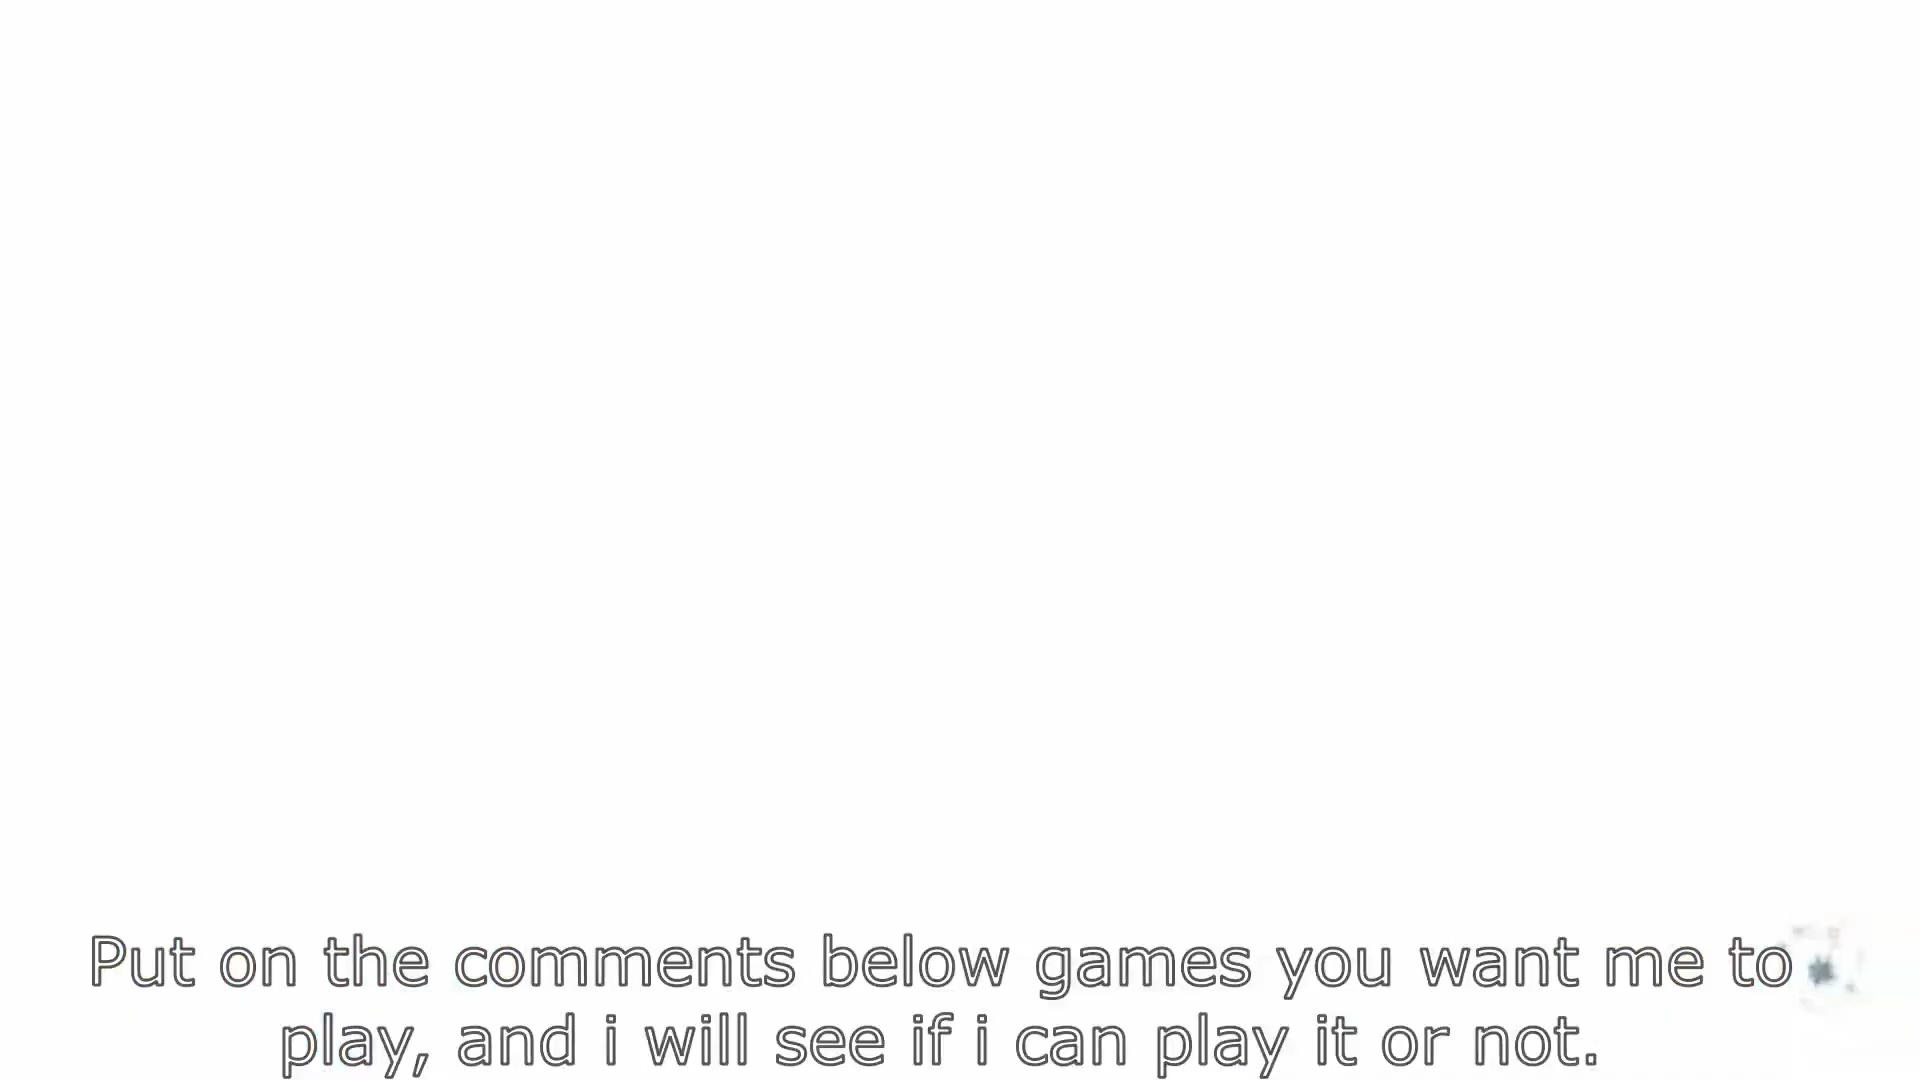 Put on the comments below games you want me to
play, and i will see if i can play it or not.